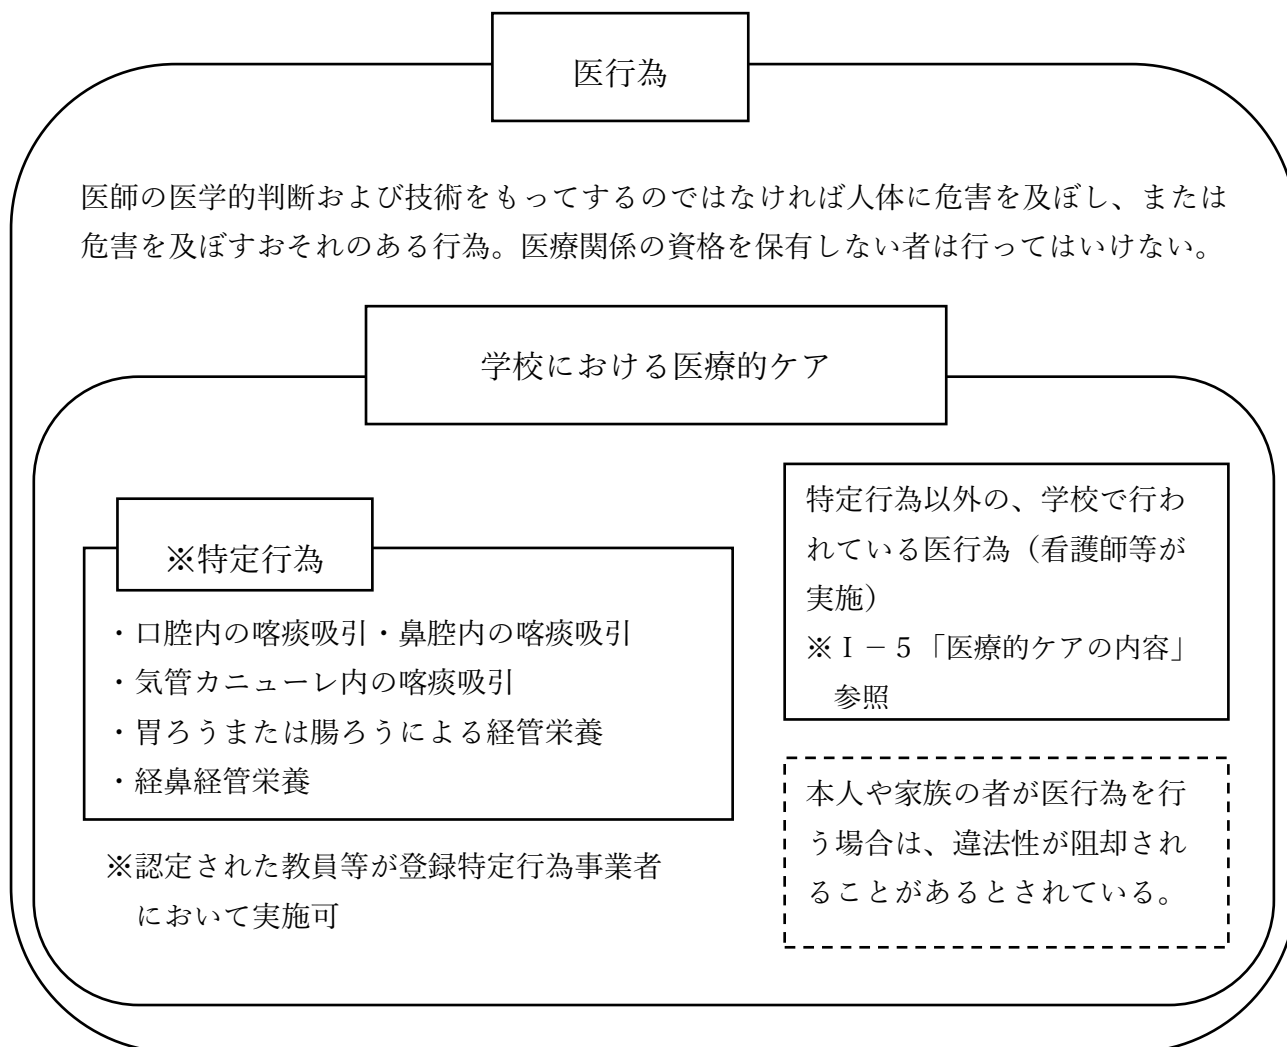 医行為
医師の医学的判断および技術をもってするのではなければ人体に危害を及ぼし、または
危害を及ぼすおそれのある行為。医療関係の資格を保有しない者は行ってはいけない。
学校における医療的ケア
※特定行為
・口腔内の喀痰吸引・鼻腔内の喀痰吸引
・気管カニューレ内の喀痰吸引
・胃ろうまたは腸ろうによる経管栄養
・経鼻経管栄養
※認定された教員等が登録特定行為事業者
において実施可
特定行為以外の、学校で行わ
れている医行為（看護師等が
実施）
※Ⅰ－５「医療的ケアの内容」
参照
本人や家族の者が医行為を行
う場合は、違法性が阻却され
ることがあるとされている。